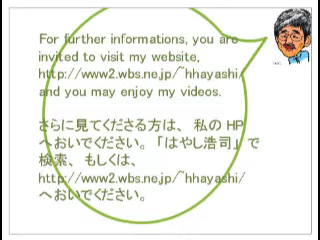 For further informations, you are
invited to visit my website,
http://www2.wbs.ne.jp/~hhayashi/
and you may enjoy my videos.
さらに見てくださる方は、私のHP
へおいでください。「はやし浩司」で
検索、もしくは、
http://www2.wbs.ne.jp/~hhayashi/
へおいでください。